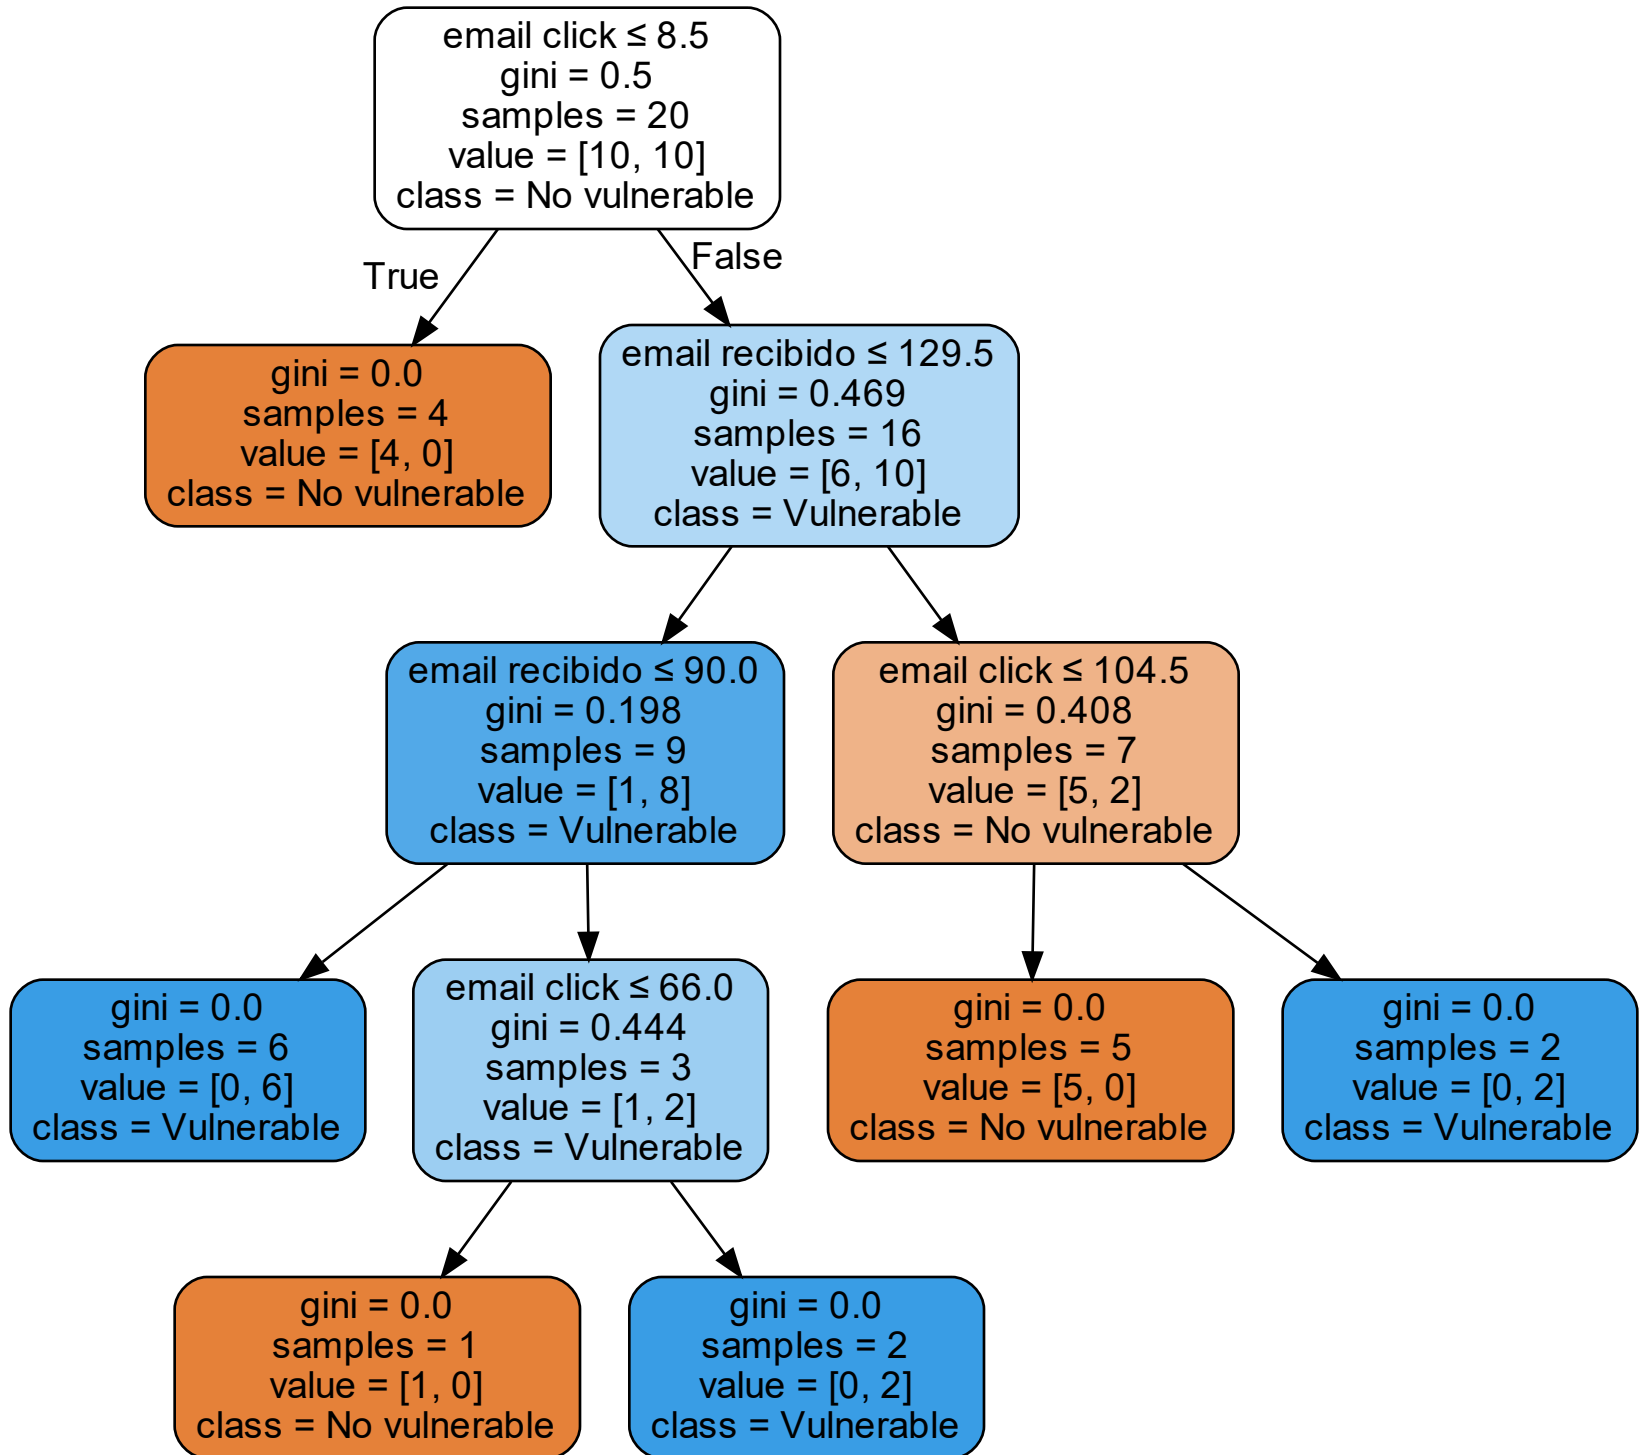 email click ≤ 8.5
gini = 0.5
samples = 20
value = [10, 10]
class = No vulnerable
True
False
gini = 0.0
samples = 4
value = [4, 0]
class = No vulnerable
email recibido ≤ 129.5
gini = 0.469
samples = 16
value = [6, 10]
class = Vulnerable
email recibido ≤ 90.0
gini = 0.198
samples = 9
value = [1, 8]
class = Vulnerable
email click ≤ 104.5
gini = 0.408
samples = 7
value = [5, 2]
class = No vulnerable
gini = 0.0
samples = 6
value = [0, 6]
class = Vulnerable
email click ≤ 66.0
gini = 0.444
samples = 3
value = [1, 2]
class = Vulnerable
gini = 0.0
samples = 5
value = [5, 0]
class = No vulnerable
gini = 0.0
samples = 2
value = [0, 2]
class = Vulnerable
gini = 0.0
samples = 1
value = [1, 0]
class = No vulnerable
gini = 0.0
samples = 2
value = [0, 2]
class = Vulnerable